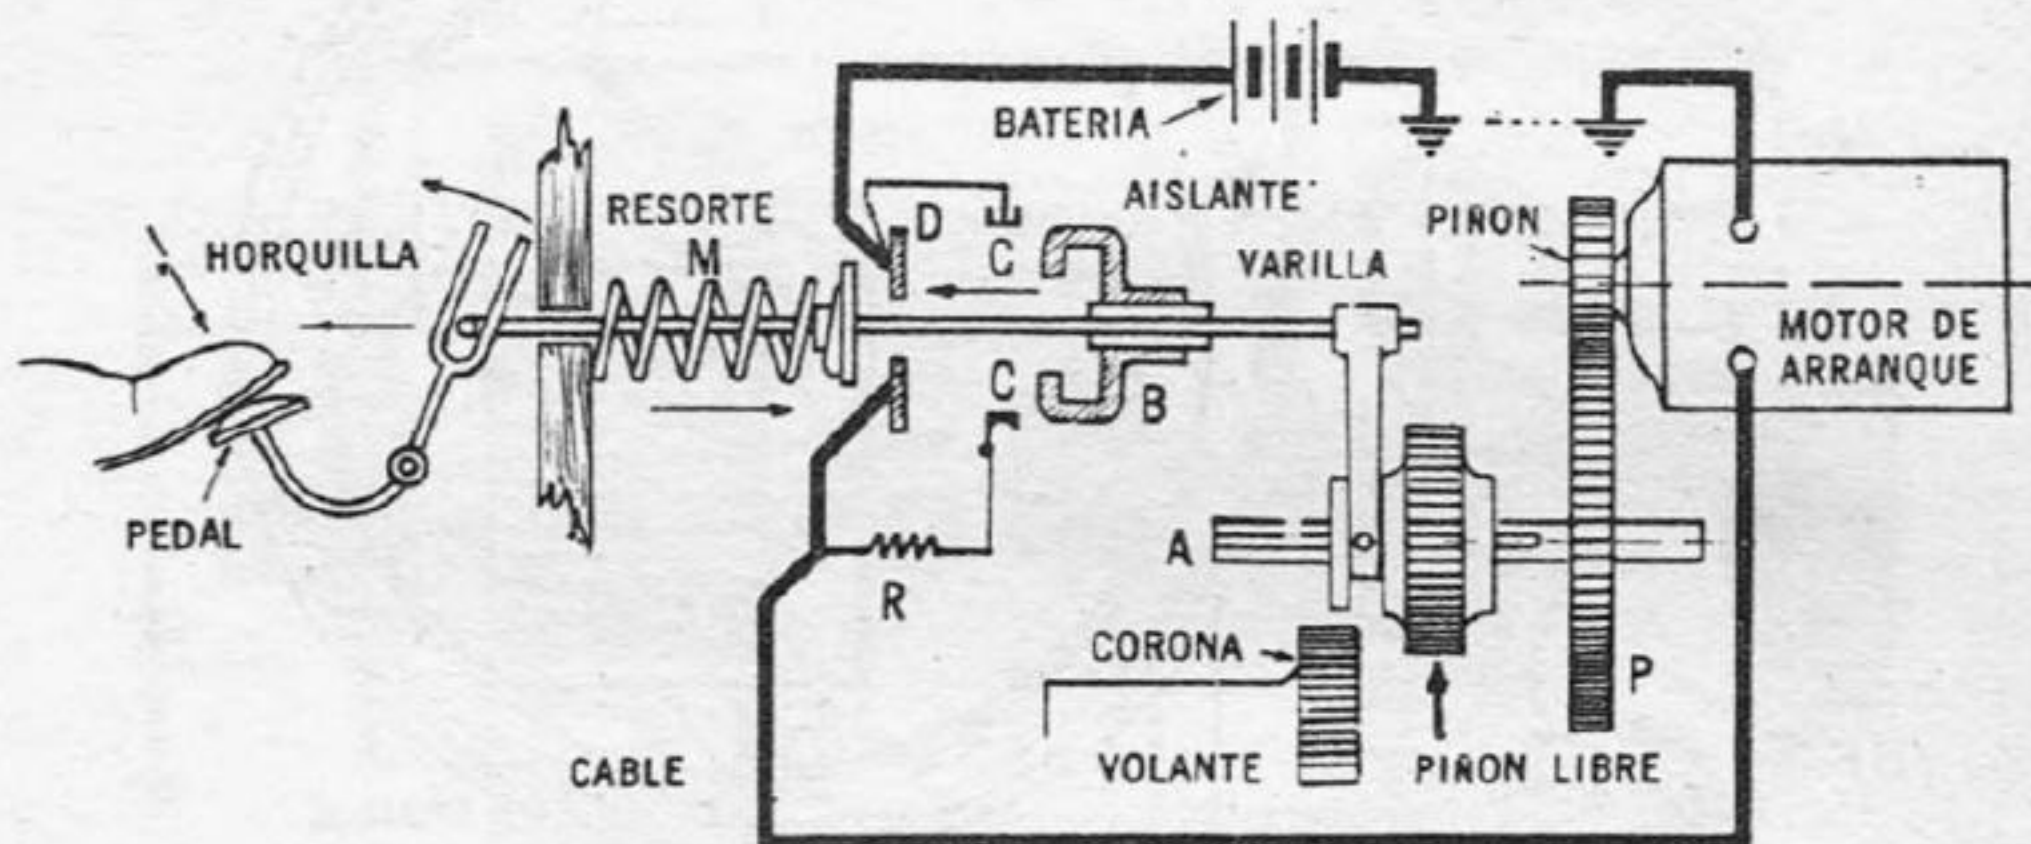 BATERIA
AISLANTE
RESORTE
M
D
C
PIÑON
HORQUILLA
VARILLA
MOTOR DE
ARRANQUE
C
B
PEDAL
A
R
CORONA
P
CABLE
VOLANTE
PIÑON LIBRE